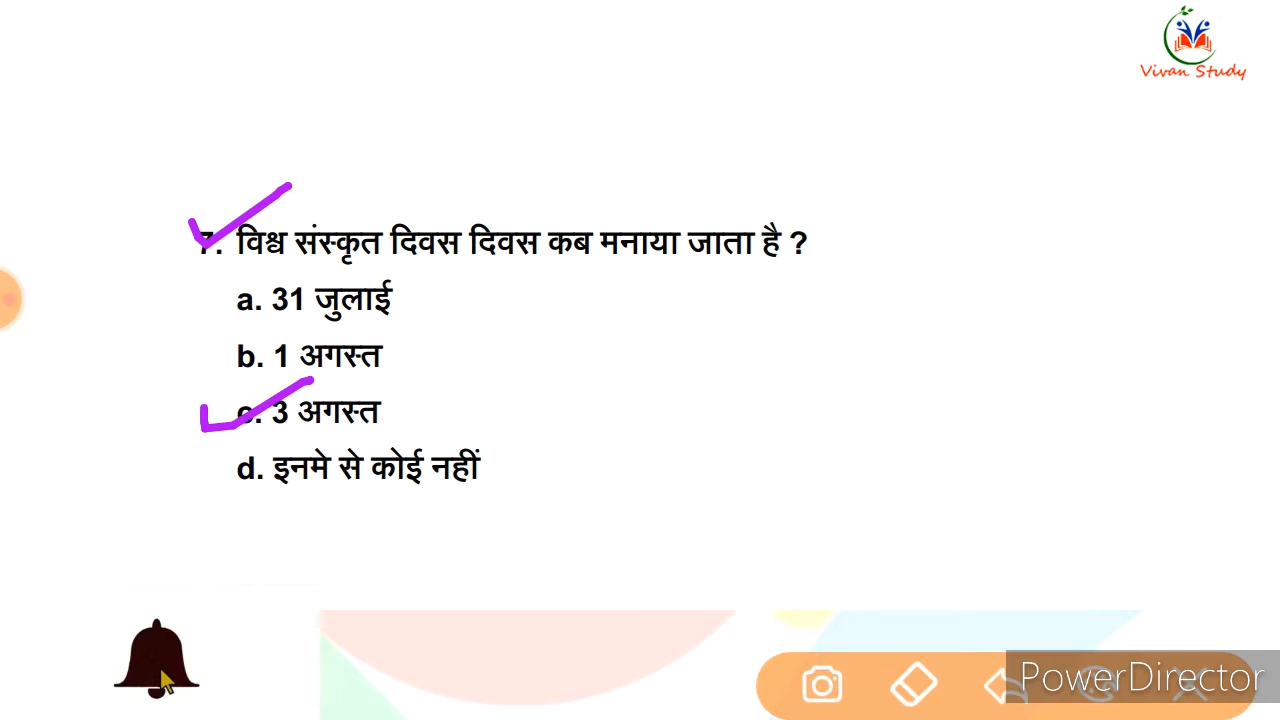 Vivan Study
7. विश्व संस्कृत दिवस दिवस कब मनाया जाता है ?
a. 31 जुलाई
b. 1 अगस्त
c. 3 अगस्त
d. इनमे से कोई नहीं
PowerDirector